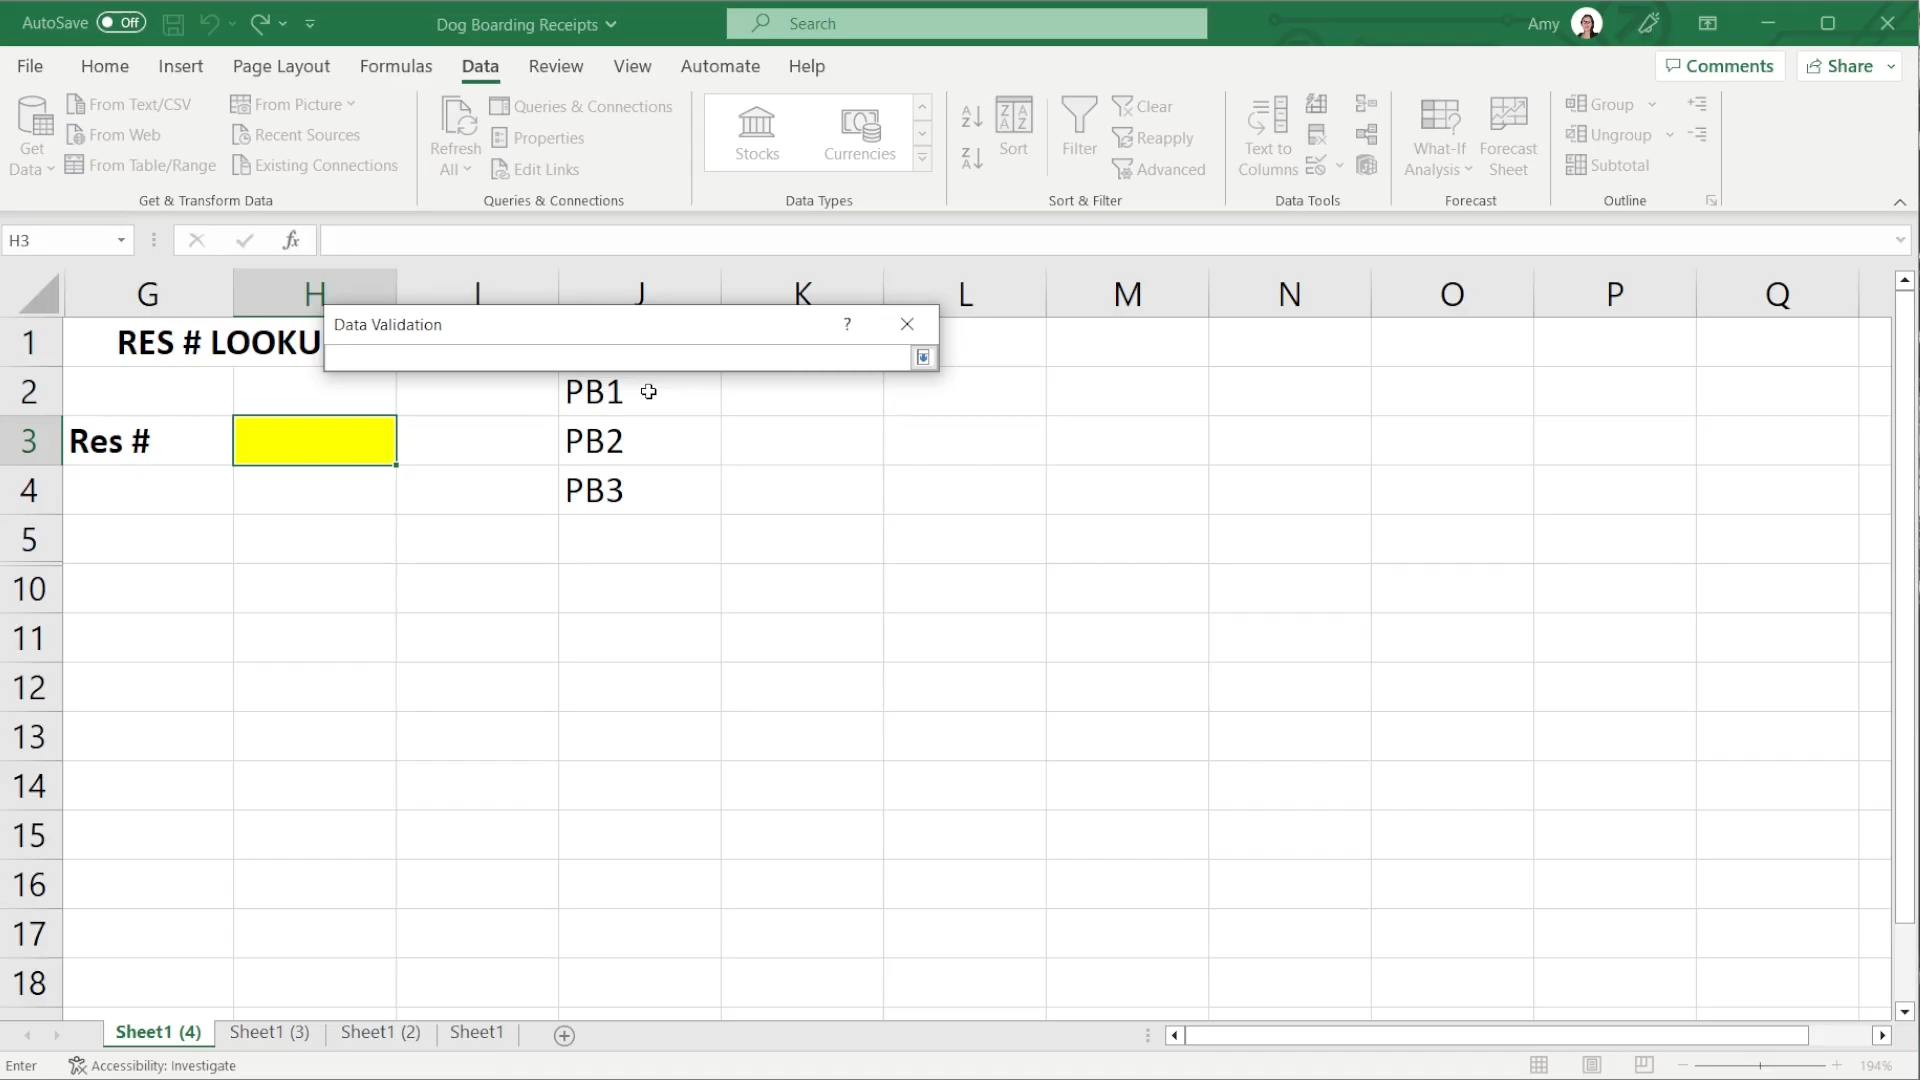 AutoSave Off Dog Boarding Receipts Search Amy
File Home Insert Page Layout Formulas Data Review View Automate Help Comments Share
Get Data
From Text/CSV
From Web
From Table/Range
From Picture
Recent Sources
Existing Connections
Get & Transform Data
Refresh All
Queries & Connections
Properties
Edit Links
Queries & Connections
Stocks
Currencies
Data Types
Sort
Filter
Clear
Reapply
Advanced
Sort & Filter
Text to Columns
Data Tools
What-If Analysis
Forecast Sheet
Forecast
Group
Ungroup
Subtotal
Outline
H3 fx
G H I J K L M N O P Q
Data Validation ?
1 RES # LOOKU
2 PB1
3 Res # PB2
4 PB3
5
10
11
12
13
14
15
16
17
18
Sheet1 (4) Sheet1 (3) Sheet1 (2) Sheet1
Enter Accessibility: Investigate 194%